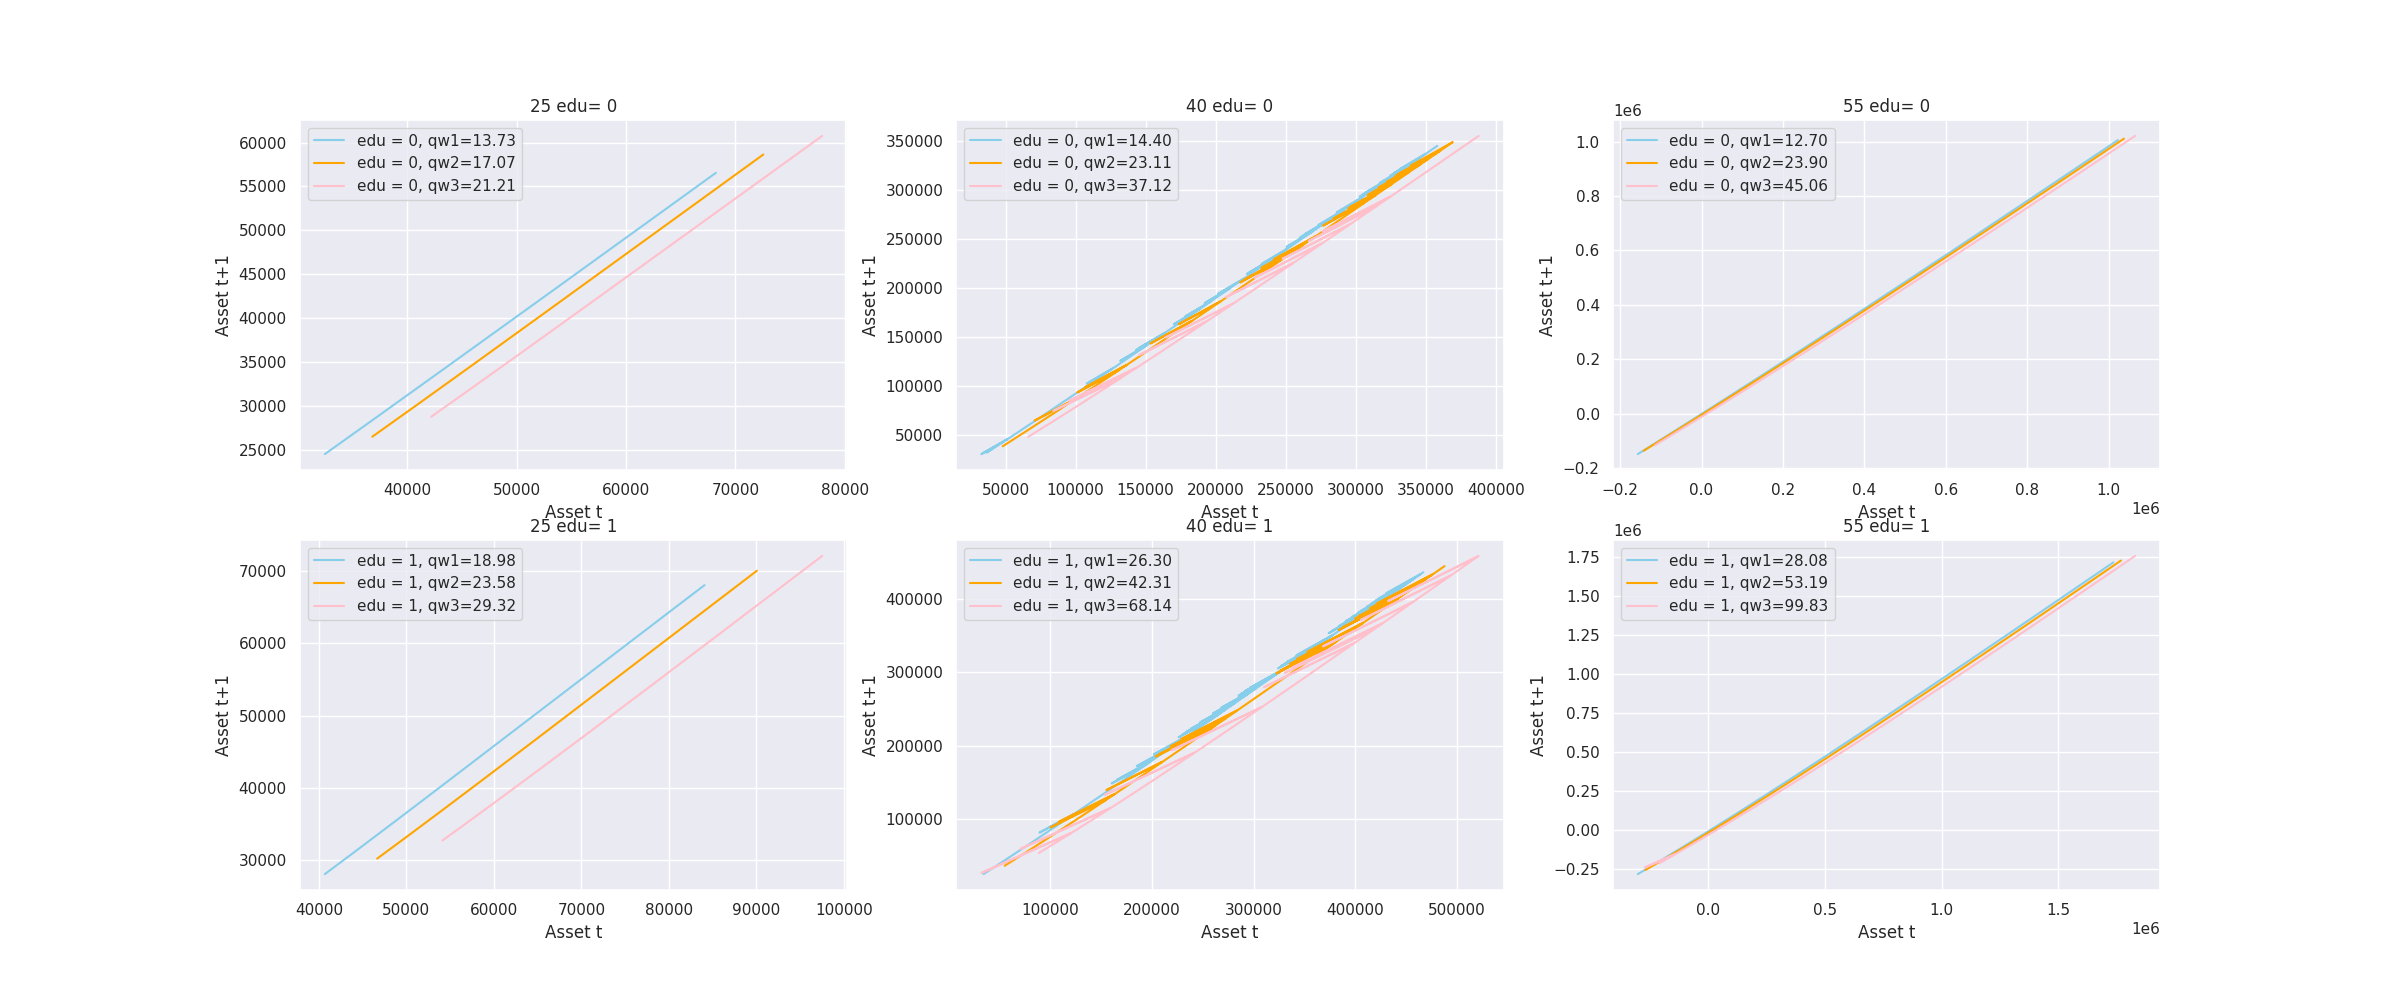 25 edu= 0
edu = 0, qw1=13.73
edu = 0, qw2=17.07
edu = 0, qw3=21.21
60000
55000
50000
45000
40000
35000
30000
25000
Asset t+1
40000 50000 60000 70000 80000
Asset t
40 edu= 0
edu = 0, qw1=14.40
edu = 0, qw2=23.11
edu = 0, qw3=37.12
350000
300000
250000
200000
150000
100000
50000
Asset t+1
50000 100000 150000 200000 250000 300000 350000 400000
Asset t
55 edu= 0
1e6
edu = 0, qw1=12.70
edu = 0, qw2=23.90
edu = 0, qw3=45.06
1.0
0.8
0.6
0.4
0.2
0.0
−0.2
Asset t+1
−0.2 0.0 0.2 0.4 0.6 0.8 1.0
Asset t
1e6
25 edu= 1
edu = 1, qw1=18.98
edu = 1, qw2=23.58
edu = 1, qw3=29.32
70000
60000
50000
40000
30000
Asset t+1
40000 50000 60000 70000 80000 90000 100000
Asset t
40 edu= 1
edu = 1, qw1=26.30
edu = 1, qw2=42.31
edu = 1, qw3=68.14
400000
300000
200000
100000
Asset t+1
100000 200000 300000 400000 500000
Asset t
55 edu= 1
1e6
edu = 1, qw1=28.08
edu = 1, qw2=53.19
edu = 1, qw3=99.83
1.75
1.50
1.25
1.00
0.75
0.50
0.25
0.00
−0.25
Asset t+1
0.0 0.5 1.0 1.5
Asset t
1e6